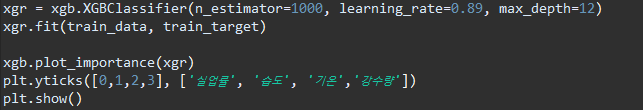 xgr = xgb.XGBClassifier(n_estimator=1000, learning_rate=0.89, max_depth=12)
xgr.fit(train_data, train_target)
xgb.plot_importance(xgr)
plt.yticks([0,1,2,3], ['실업률', '습도', '기온','강수량'])
plt.show()